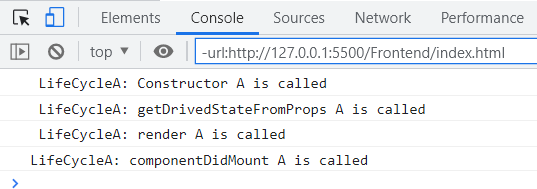 Elements Console Sources Network Performance
top -url:http://127.0.0.1:5500/Frontend/index.html
LifeCycleA: Constructor A is called
LifeCycleA: getDrivedStateFromProps A is called
LifeCycleA: render A is called
LifeCycleA: componentDidMount A is called